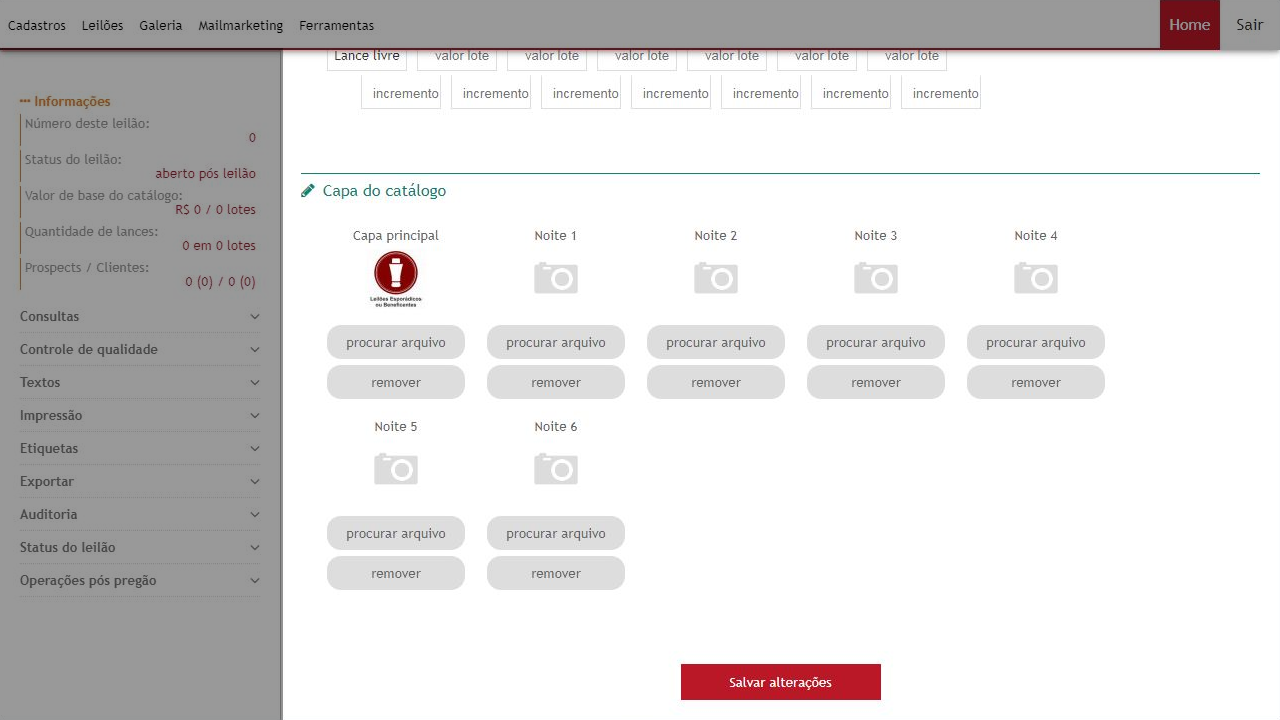 Cadastros Leilões Galeria Mailmarketing Ferramentas Home Sair
Lance livre valor lote valor lote valor lote valor lote valor lote valor lote
incremento incremento incremento incremento incremento incremento incremento
Informações
Número deste leilão:
0
Status do leilão:
aberto pós leilão
Valor de base do catálogo:
R$ 0 / 0 lotes
Quantidade de lances:
0 em 0 lotes
Prospects / Clientes:
0 (0) / 0 (0)
Consultas
Controle de qualidade
Textos
Impressão
Etiquetas
Exportar
Auditoria
Status do leilão
Operações pós pregão
Capa do catálogo
Capa principal Noite 1 Noite 2 Noite 3 Noite 4
Leilões Esporádicos
ou Beneficentes
procurar arquivo procurar arquivo procurar arquivo procurar arquivo procurar arquivo
remover remover remover remover remover
Noite 5 Noite 6
procurar arquivo procurar arquivo
remover remover
Salvar alterações